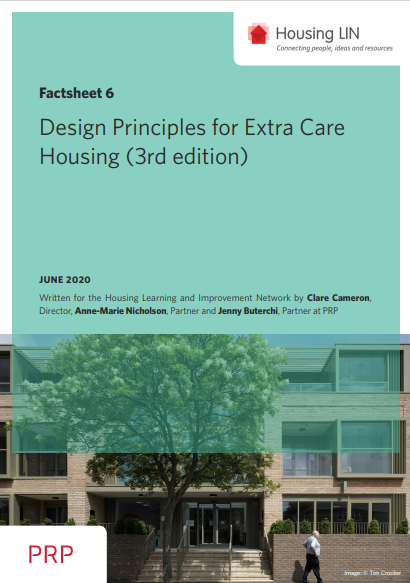 Housing LIN
Connecting people, ideas and resources
Factsheet 6
Design Principles for Extra Care
Housing (3rd edition)
JUNE 2020
Written for the Housing Learning and Improvement Network by Clare Cameron,
Director, Anne-Marie Nicholson, Partner and Jenny Buterchi, Partner at PRP
PRP
Image: © Tim Crocker